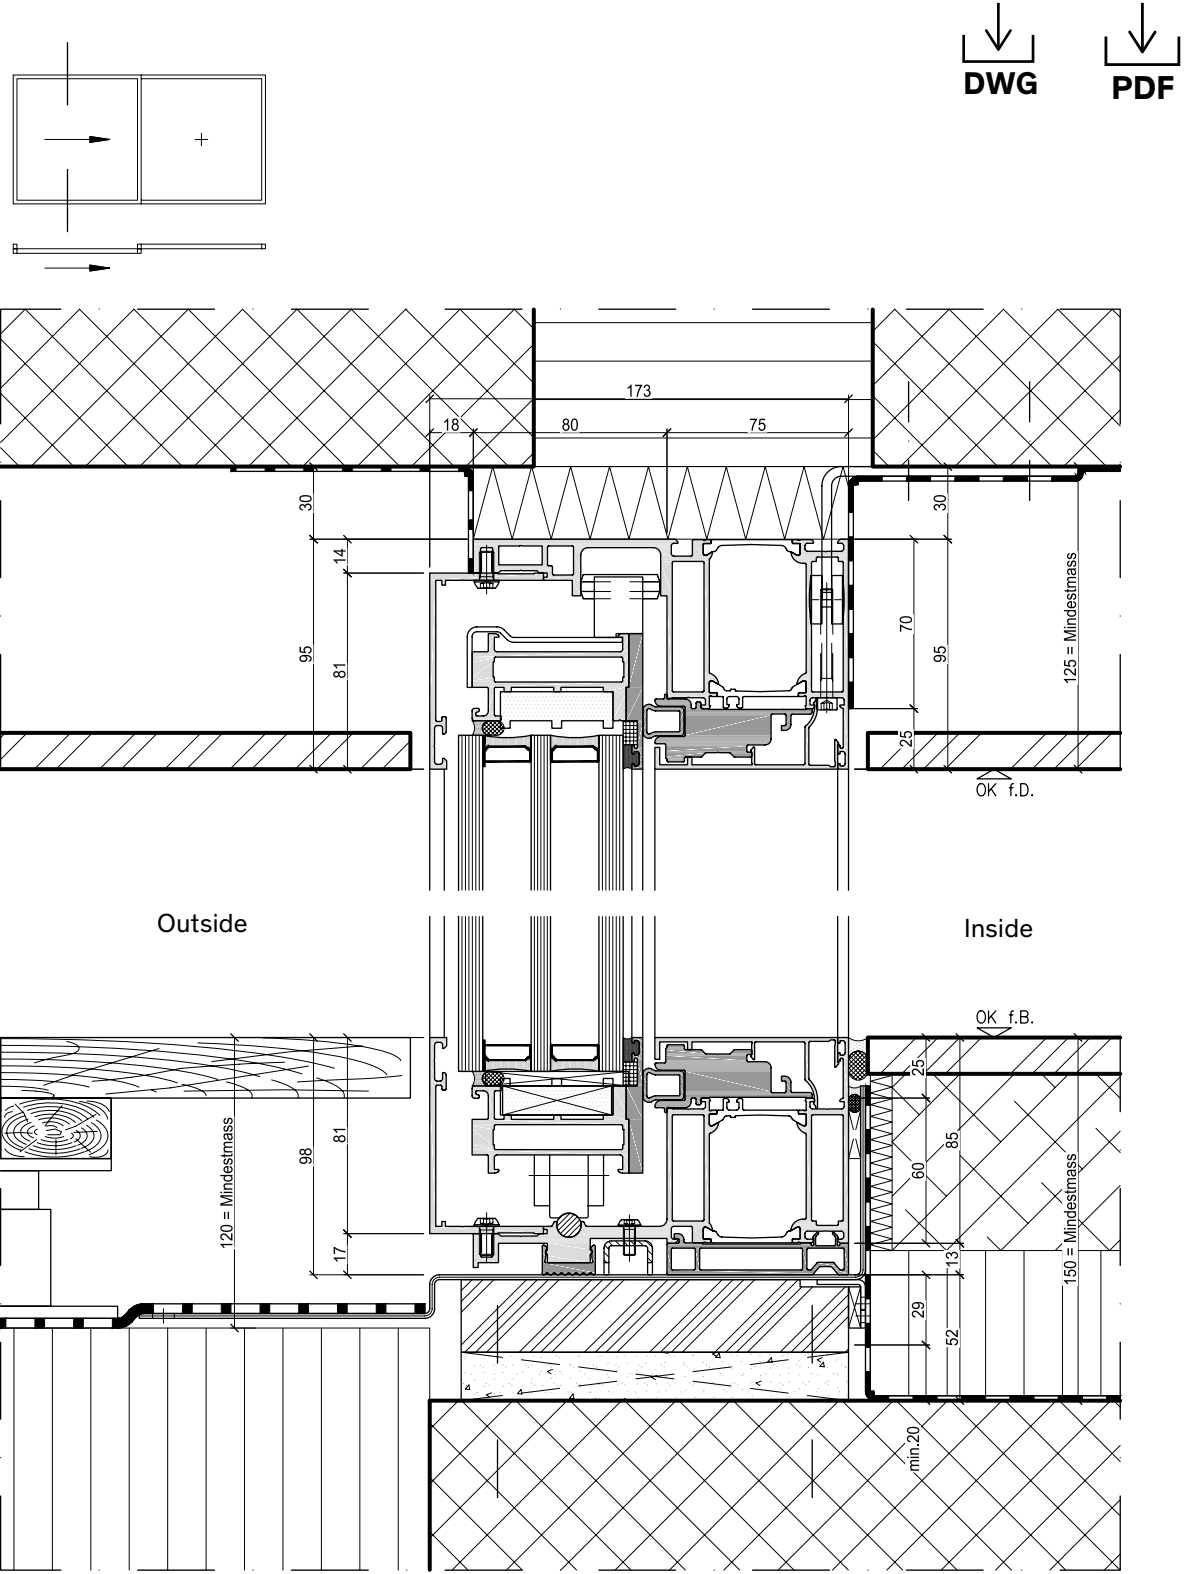 DWG PDF
173
18 80 75
30
14
95
81
30
70
95
25
125 = Mindestmass
OK f.D.
Outside
Inside
OK f.B.
120 = Mindestmass
98
81
17
25
85
60
13
29
52
150 = Mindestmass
min.20